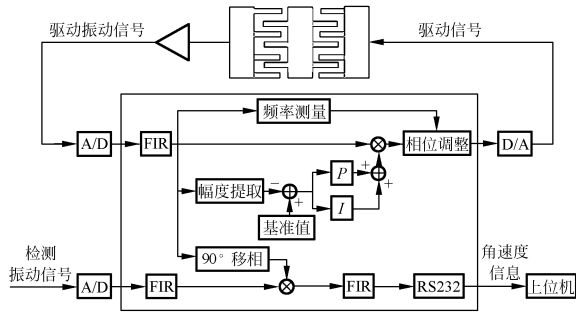 驱动振动信号
驱动信号
频率测量
A/D
FIR
相位调整
D/A
幅度提取
−
+
P
I
+
+
基准值
检测
振动信号
90°移相
角速度
信息
A/D
FIR
FIR
RS232
上位机